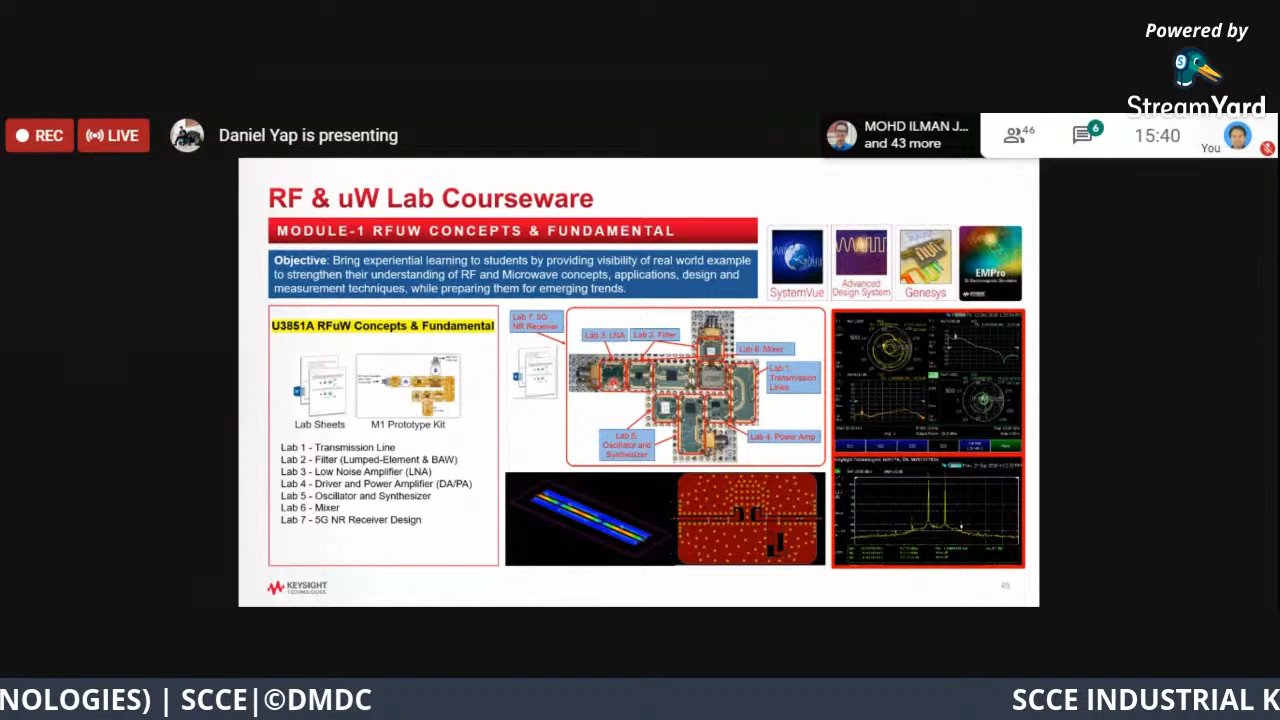 Powered by
StreamYard
REC
LIVE
Daniel Yap is presenting
MOHD ILMAN J...
and 43 more
46
6
15:40
You
RF & uW Lab Courseware
MODULE-1 RFUW CONCEPTS & FUNDAMENTAL
Objective: Bring experiential learning to students by providing visibility of real world example
to strengthen their understanding of RF and Microwave concepts, applications, design and
measurement techniques, while preparing them for emerging trends.
SystemVue
Advanced
Design System
Genesys
EMPro
U3851A RFuW Concepts & Fundamental
Lab Sheets
M1 Prototype Kit
Lab 1 - Transmission Line
Lab 2 - Filter (Lumped-Element & BAW)
Lab 3 - Low Noise Amplifier (LNA)
Lab 4 - Driver and Power Amplifier (DA/PA)
Lab 5 - Oscillator and Synthesizer
Lab 6 - Mixer
Lab 7 - 5G NR Receiver Design
Lab 7. 5G
NR Receiver
Lab 3. LNA
Lab 2. Filter
Lab 6. Mixer
Lab 1.
Transmission
Lines
Lab 5.
Oscillator and
Synthesizer
Lab 4. Power Amp
KEYSIGHT
TECHNOLOGIES
49
NOLOGIES) | SCCE|©DMDC
SCCE INDUSTRIAL K